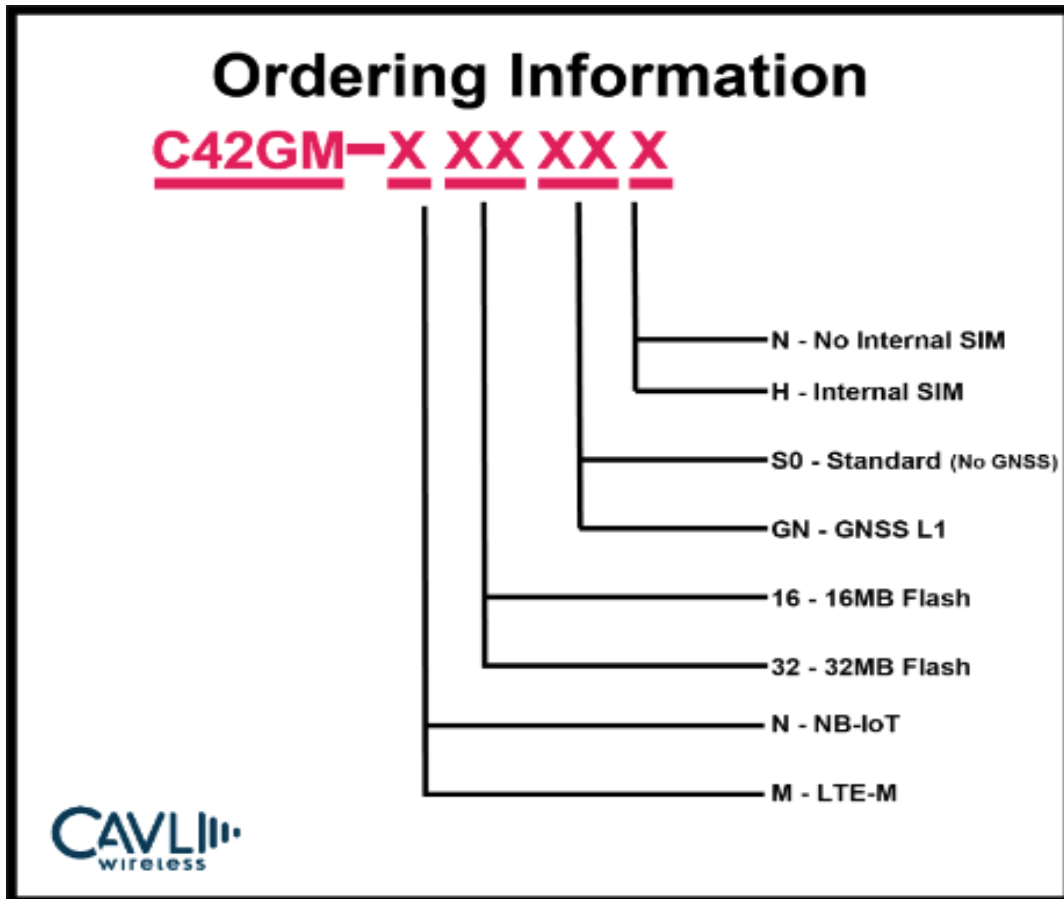 Ordering Information
C42GM-X XX XX X
N - No Internal SIM
H - Internal SIM
S0 - Standard (No GNSS)
GN - GNSS L1
16 - 16MB Flash
32 - 32MB Flash
N - NB-IoT
M - LTE-M
CAVLI
wireless